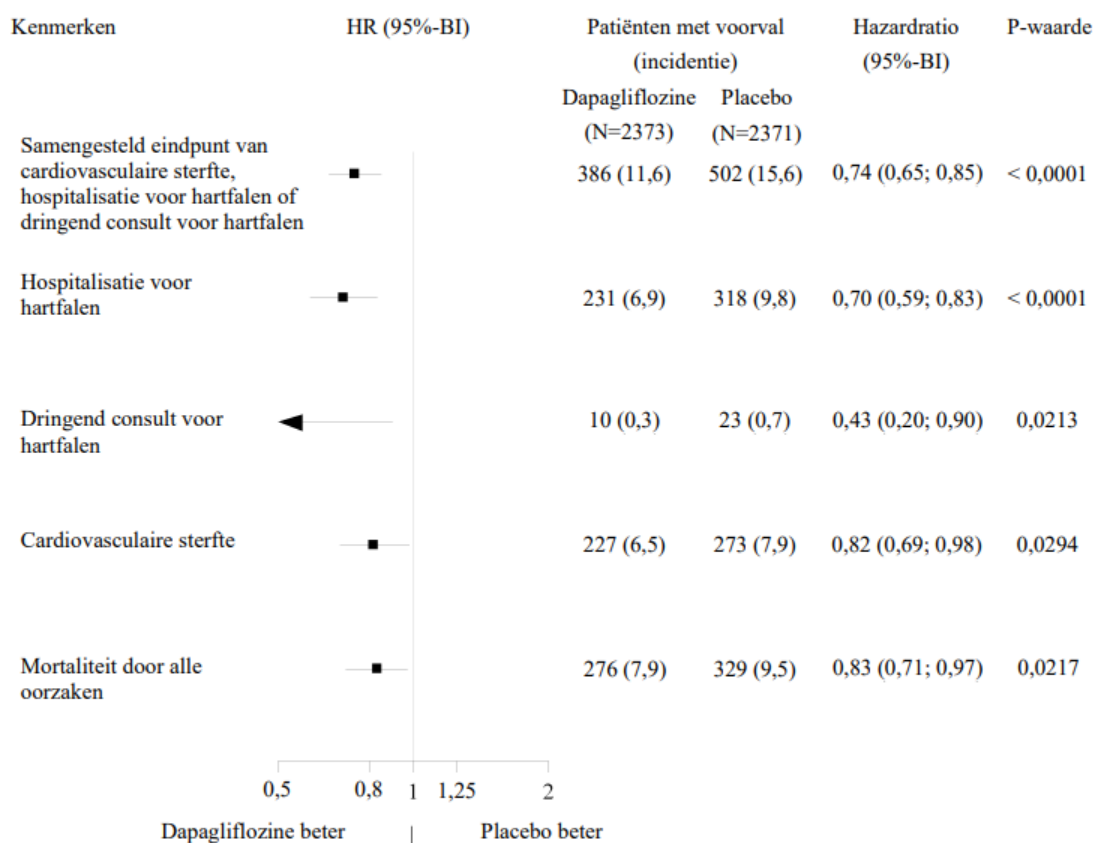 Kenmerken HR (95%-BI) Patiënten met voorval Hazardratio P-waarde
(incidentie) (95%-BI)
Dapagliflozine Placebo
(N=2373) (N=2371)
Samengesteld eindpunt van
cardiovasculaire sterfte,
hospitalisatie voor hartfalen of
dringend consult voor hartfalen
386 (11,6) 502 (15,6) 0,74 (0,65; 0,85) < 0,0001
Hospitalisatie voor
hartfalen
231 (6,9) 318 (9,8) 0,70 (0,59; 0,83) < 0,0001
Dringend consult voor
hartfalen
10 (0,3) 23 (0,7) 0,43 (0,20; 0,90) 0,0213
Cardiovasculaire sterfte 227 (6,5) 273 (7,9) 0,82 (0,69; 0,98) 0,0294
Mortaliteit door alle
oorzaken
276 (7,9) 329 (9,5) 0,83 (0,71; 0,97) 0,0217
0,5 0,8 1 1,25 2
Dapagliflozine beter | Placebo beter